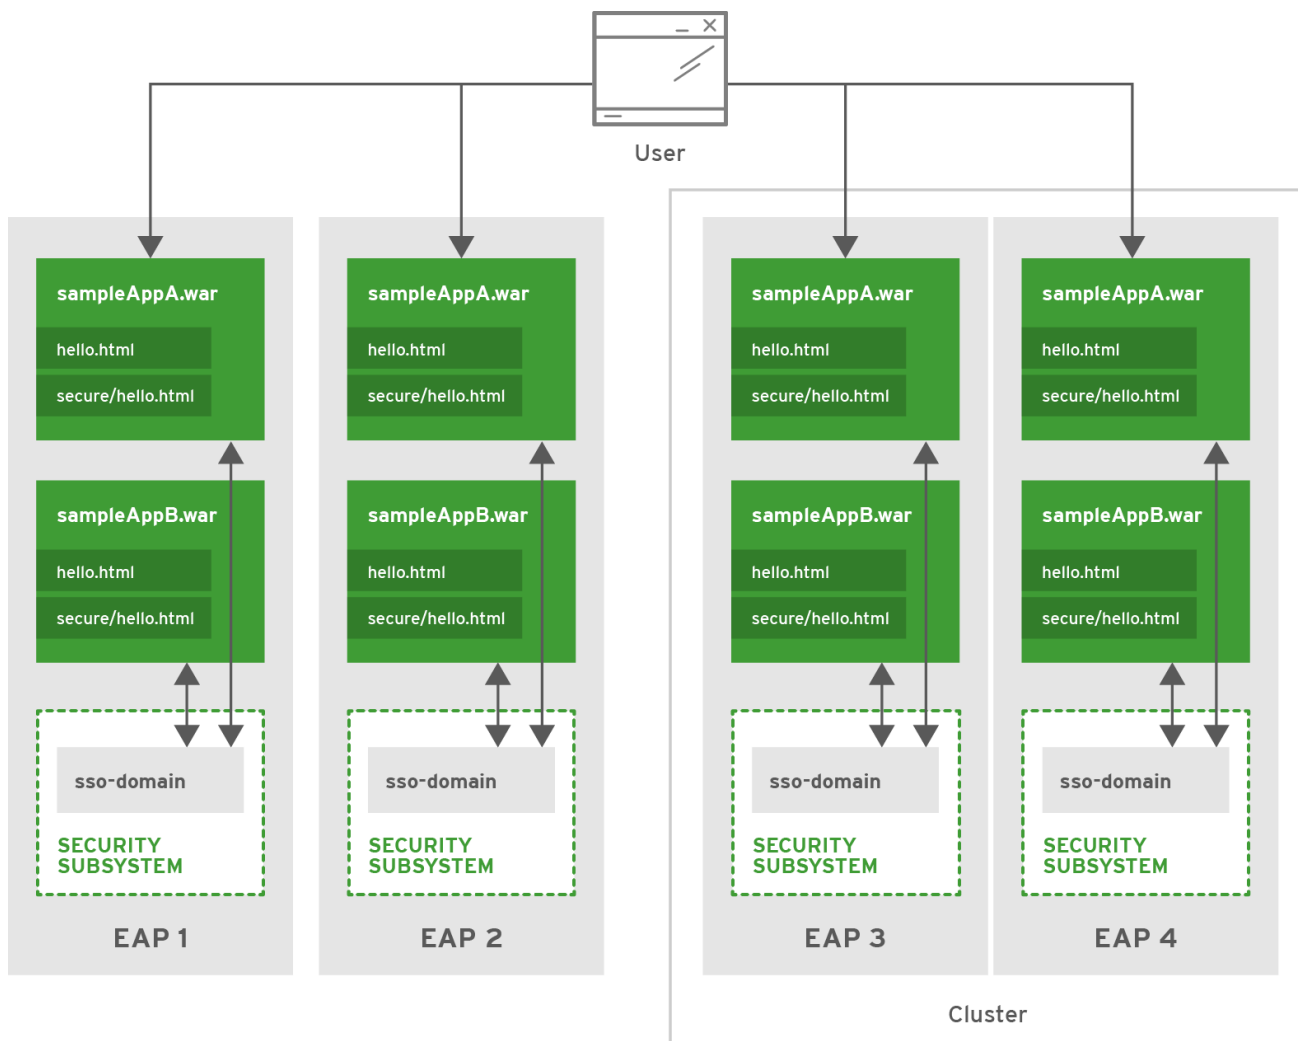 User
sampleAppA.war
hello.html
secure/hello.html
sampleAppB.war
hello.html
secure/hello.html
sso-domain
SECURITY
SUBSYSTEM
EAP 1
sampleAppA.war
hello.html
secure/hello.html
sampleAppB.war
hello.html
secure/hello.html
sso-domain
SECURITY
SUBSYSTEM
EAP 2
sampleAppA.war
hello.html
secure/hello.html
sampleAppB.war
hello.html
secure/hello.html
sso-domain
SECURITY
SUBSYSTEM
EAP 3
sampleAppA.war
hello.html
secure/hello.html
sampleAppB.war
hello.html
secure/hello.html
sso-domain
SECURITY
SUBSYSTEM
EAP 4
Cluster